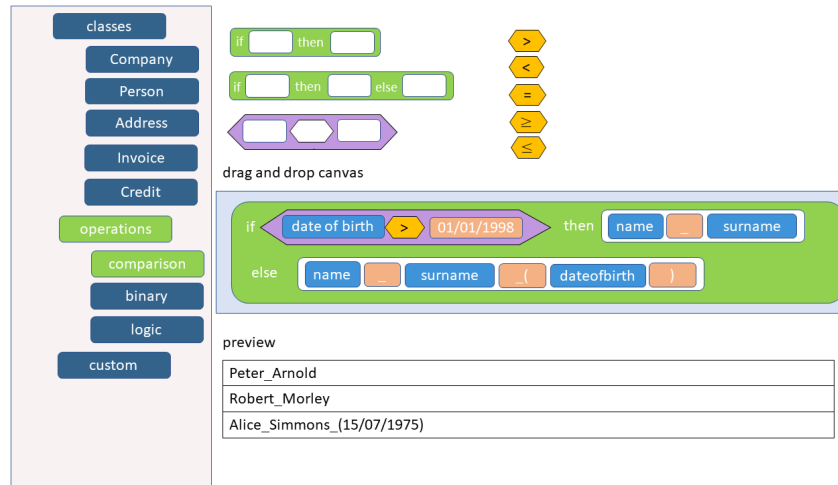 classes
Company
Person
Address
Invoice
Credit
operations
comparison
binary
logic
custom
if then
if then else
>
<
=
≥
≤
drag and drop canvas
if date of birth > 01/01/1998 then name _ surname
else name _ surname _( dateofbirth )
preview
Peter_Arnold
Robert_Morley
Alice_Simmons_(15/07/1975)